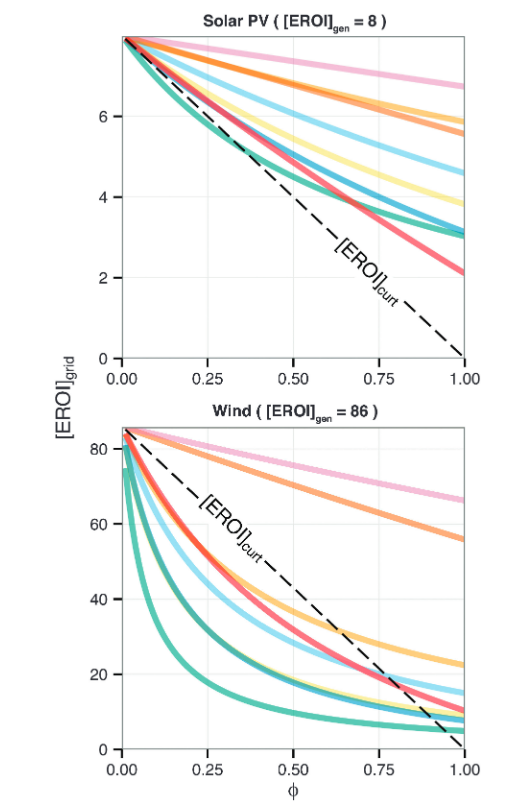 Solar PV ( [EROI]gen = 8 )
6
4
2
0
[EROI]curt
0.00 0.25 0.50 0.75 1.00
[EROI]grid
Wind ( [EROI]gen = 86 )
80
60
40
20
0
[EROI]curt
0.00 0.25 0.50 0.75 1.00
ϕ